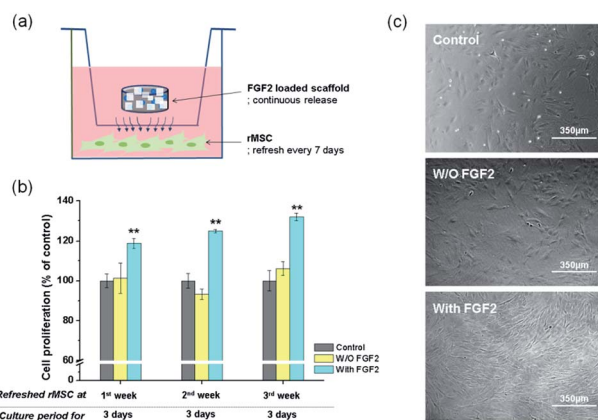 (a)
FGF2 loaded scaffold
; continuous release
rMSC
; refresh every 7 days
(b)
Cell proliferation (% of control)
140
120
100
80
60
0
**
**
**
Control
W/O FGF2
With FGF2
Refreshed rMSC at 1st week 2nd week 3rd week
Culture period for 3 days 3 days 3 days
(c)
Control
350μm
W/O FGF2
350μm
With FGF2
350μm